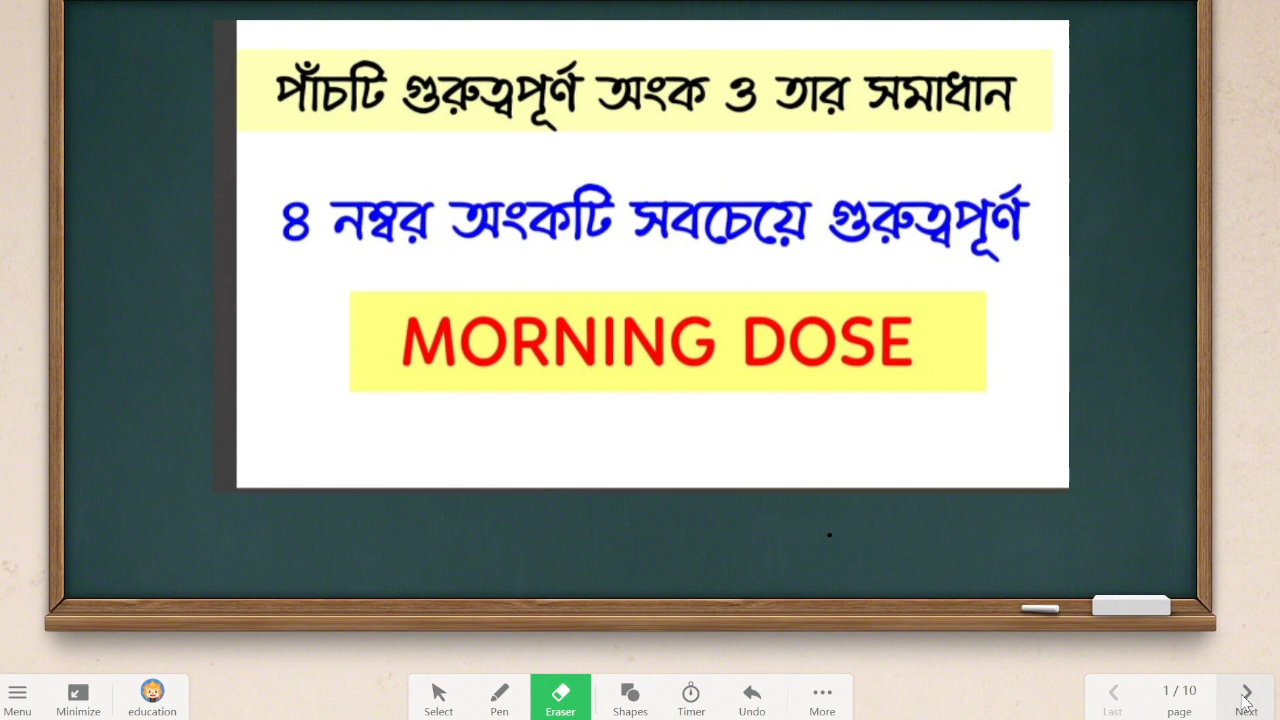 পাঁচটি গুরুত্বপূর্ণ অংক ও তার সমাধান
৪ নম্বর অংকটি সবচেয়ে গুরুত্বপূর্ণ
MORNING DOSE
Menu Minimize education Select Pen Eraser Shapes Timer Undo More Last 1 / 10 page Next